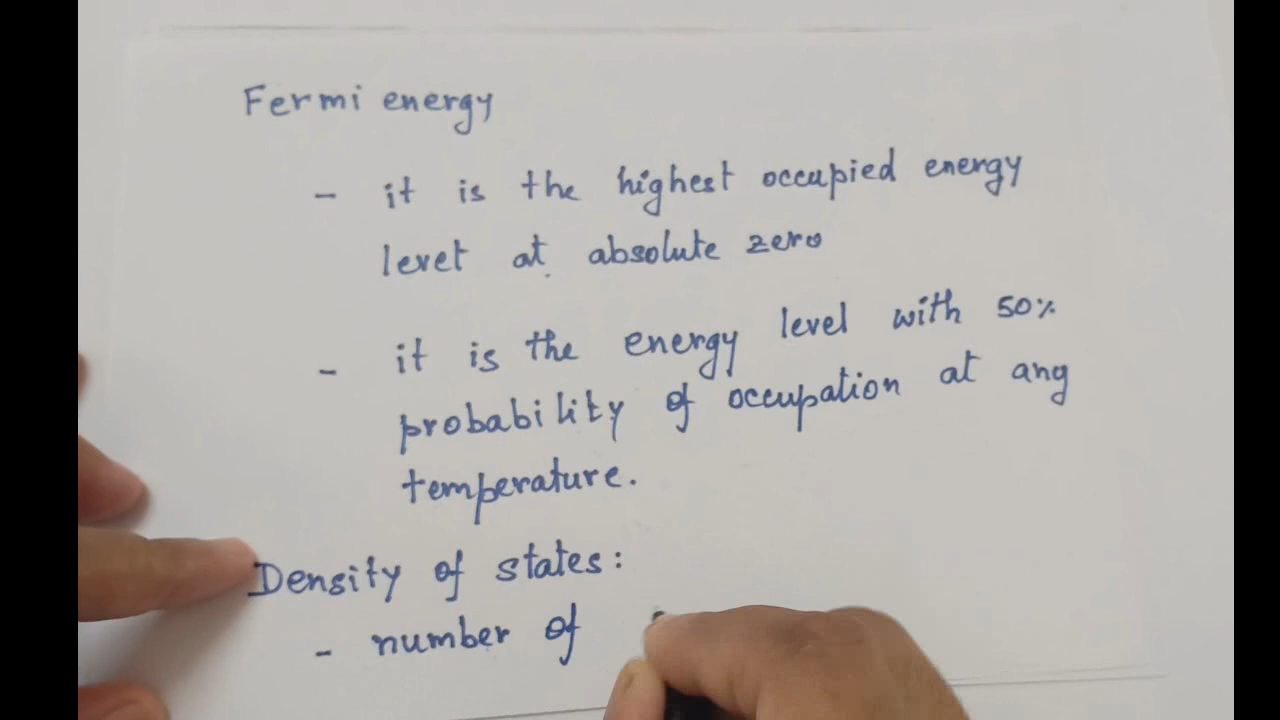 Fermi energy
- it is the highest occupied energy
level at absolute zero
- it is the energy level with 50%
probability of occupation at any
temperature.
Density of states:
- number of